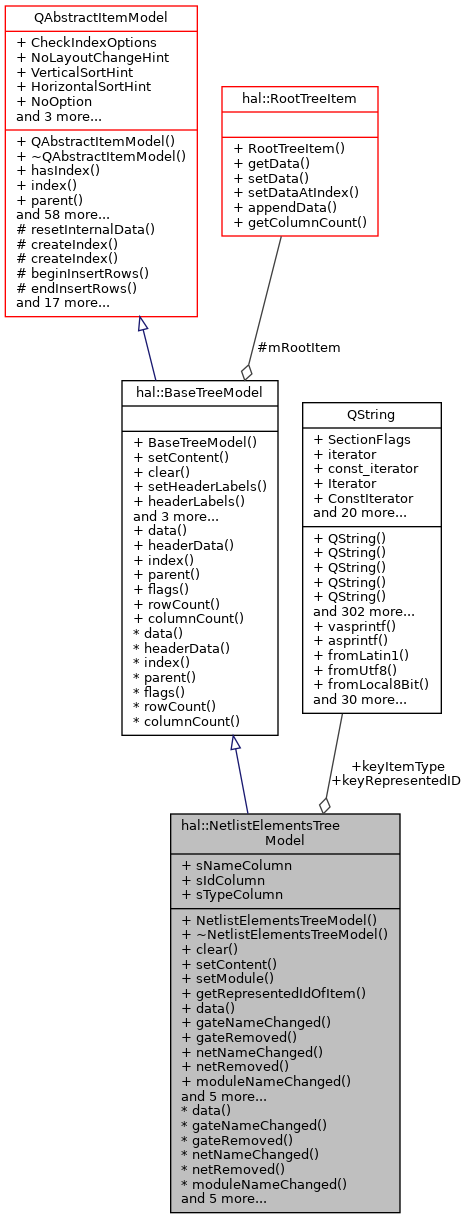 QAbstractItemModel
+ CheckIndexOptions
+ NoLayoutChangeHint
+ VerticalSortHint
+ HorizontalSortHint
+ NoOption
and 3 more...
+ QAbstractItemModel()
+ ~QAbstractItemModel()
+ hasIndex()
+ index()
+ parent()
and 58 more...
# resetInternalData()
# createIndex()
# createIndex()
# beginInsertRows()
# endInsertRows()
and 17 more...
hal::RootTreeItem
+ RootTreeItem()
+ getData()
+ setData()
+ setDataAtIndex()
+ appendData()
+ getColumnCount()
#mRootItem
hal::BaseTreeModel
+ BaseTreeModel()
+ setContent()
+ clear()
+ setHeaderLabels()
+ headerLabels()
and 3 more...
+ data()
+ headerData()
+ index()
+ parent()
+ flags()
+ rowCount()
+ columnCount()
* data()
* headerData()
* index()
* parent()
* flags()
* rowCount()
* columnCount()
QString
+ SectionFlags
+ iterator
+ const_iterator
+ Iterator
+ ConstIterator
and 20 more...
+ QString()
+ QString()
+ QString()
+ QString()
+ QString()
and 302 more...
+ vasprintf()
+ asprintf()
+ fromLatin1()
+ fromUtf8()
+ fromLocal8Bit()
and 30 more...
+keyItemType
+keyRepresentedID
hal::NetlistElementsTree
Model
+ sNameColumn
+ sIdColumn
+ sTypeColumn
+ NetlistElementsTreeModel()
+ ~NetlistElementsTreeModel()
+ clear()
+ setContent()
+ setModule()
+ getRepresentedIdOfItem()
+ data()
+ gateNameChanged()
+ gateRemoved()
+ netNameChanged()
+ netRemoved()
+ moduleNameChanged()
and 5 more...
* data()
* gateNameChanged()
* gateRemoved()
* netNameChanged()
* netRemoved()
* moduleNameChanged()
and 5 more...